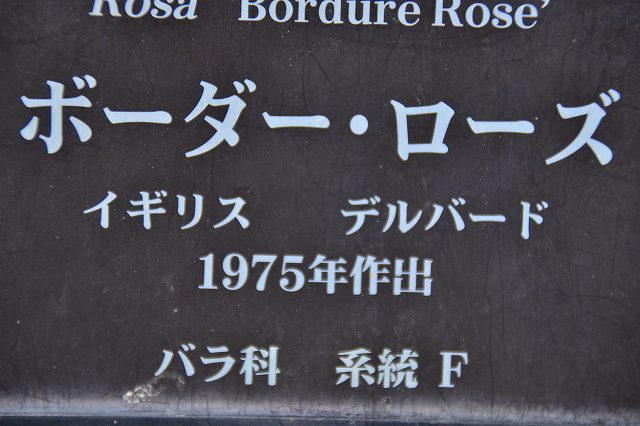 Rosa 'Bordure Rose'
ボーダー・ローズ
イギリス デルバード
1975年作出
バラ科 系統 F